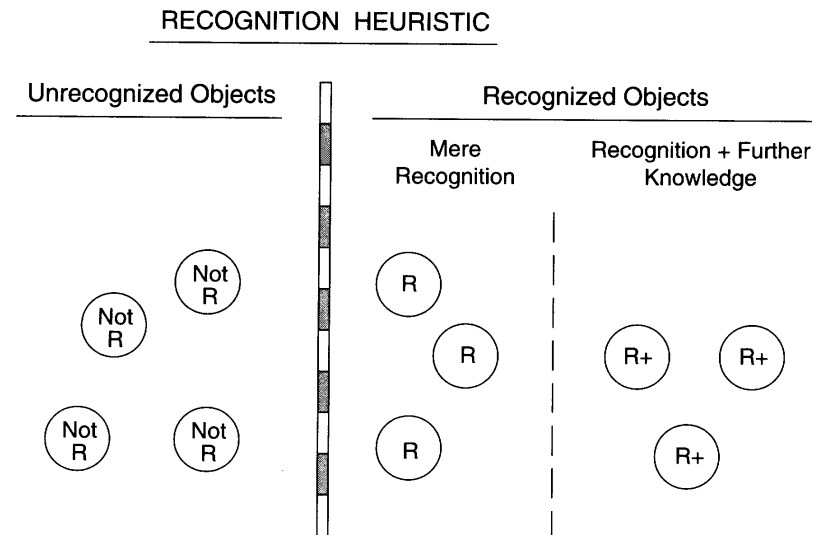 RECOGNITION HEURISTIC
Unrecognized Objects
Recognized Objects
Mere
Recognition
Recognition + Further
Knowledge
Not
R
Not
R
Not
R
Not
R
R
R
R
R+
R+
R+